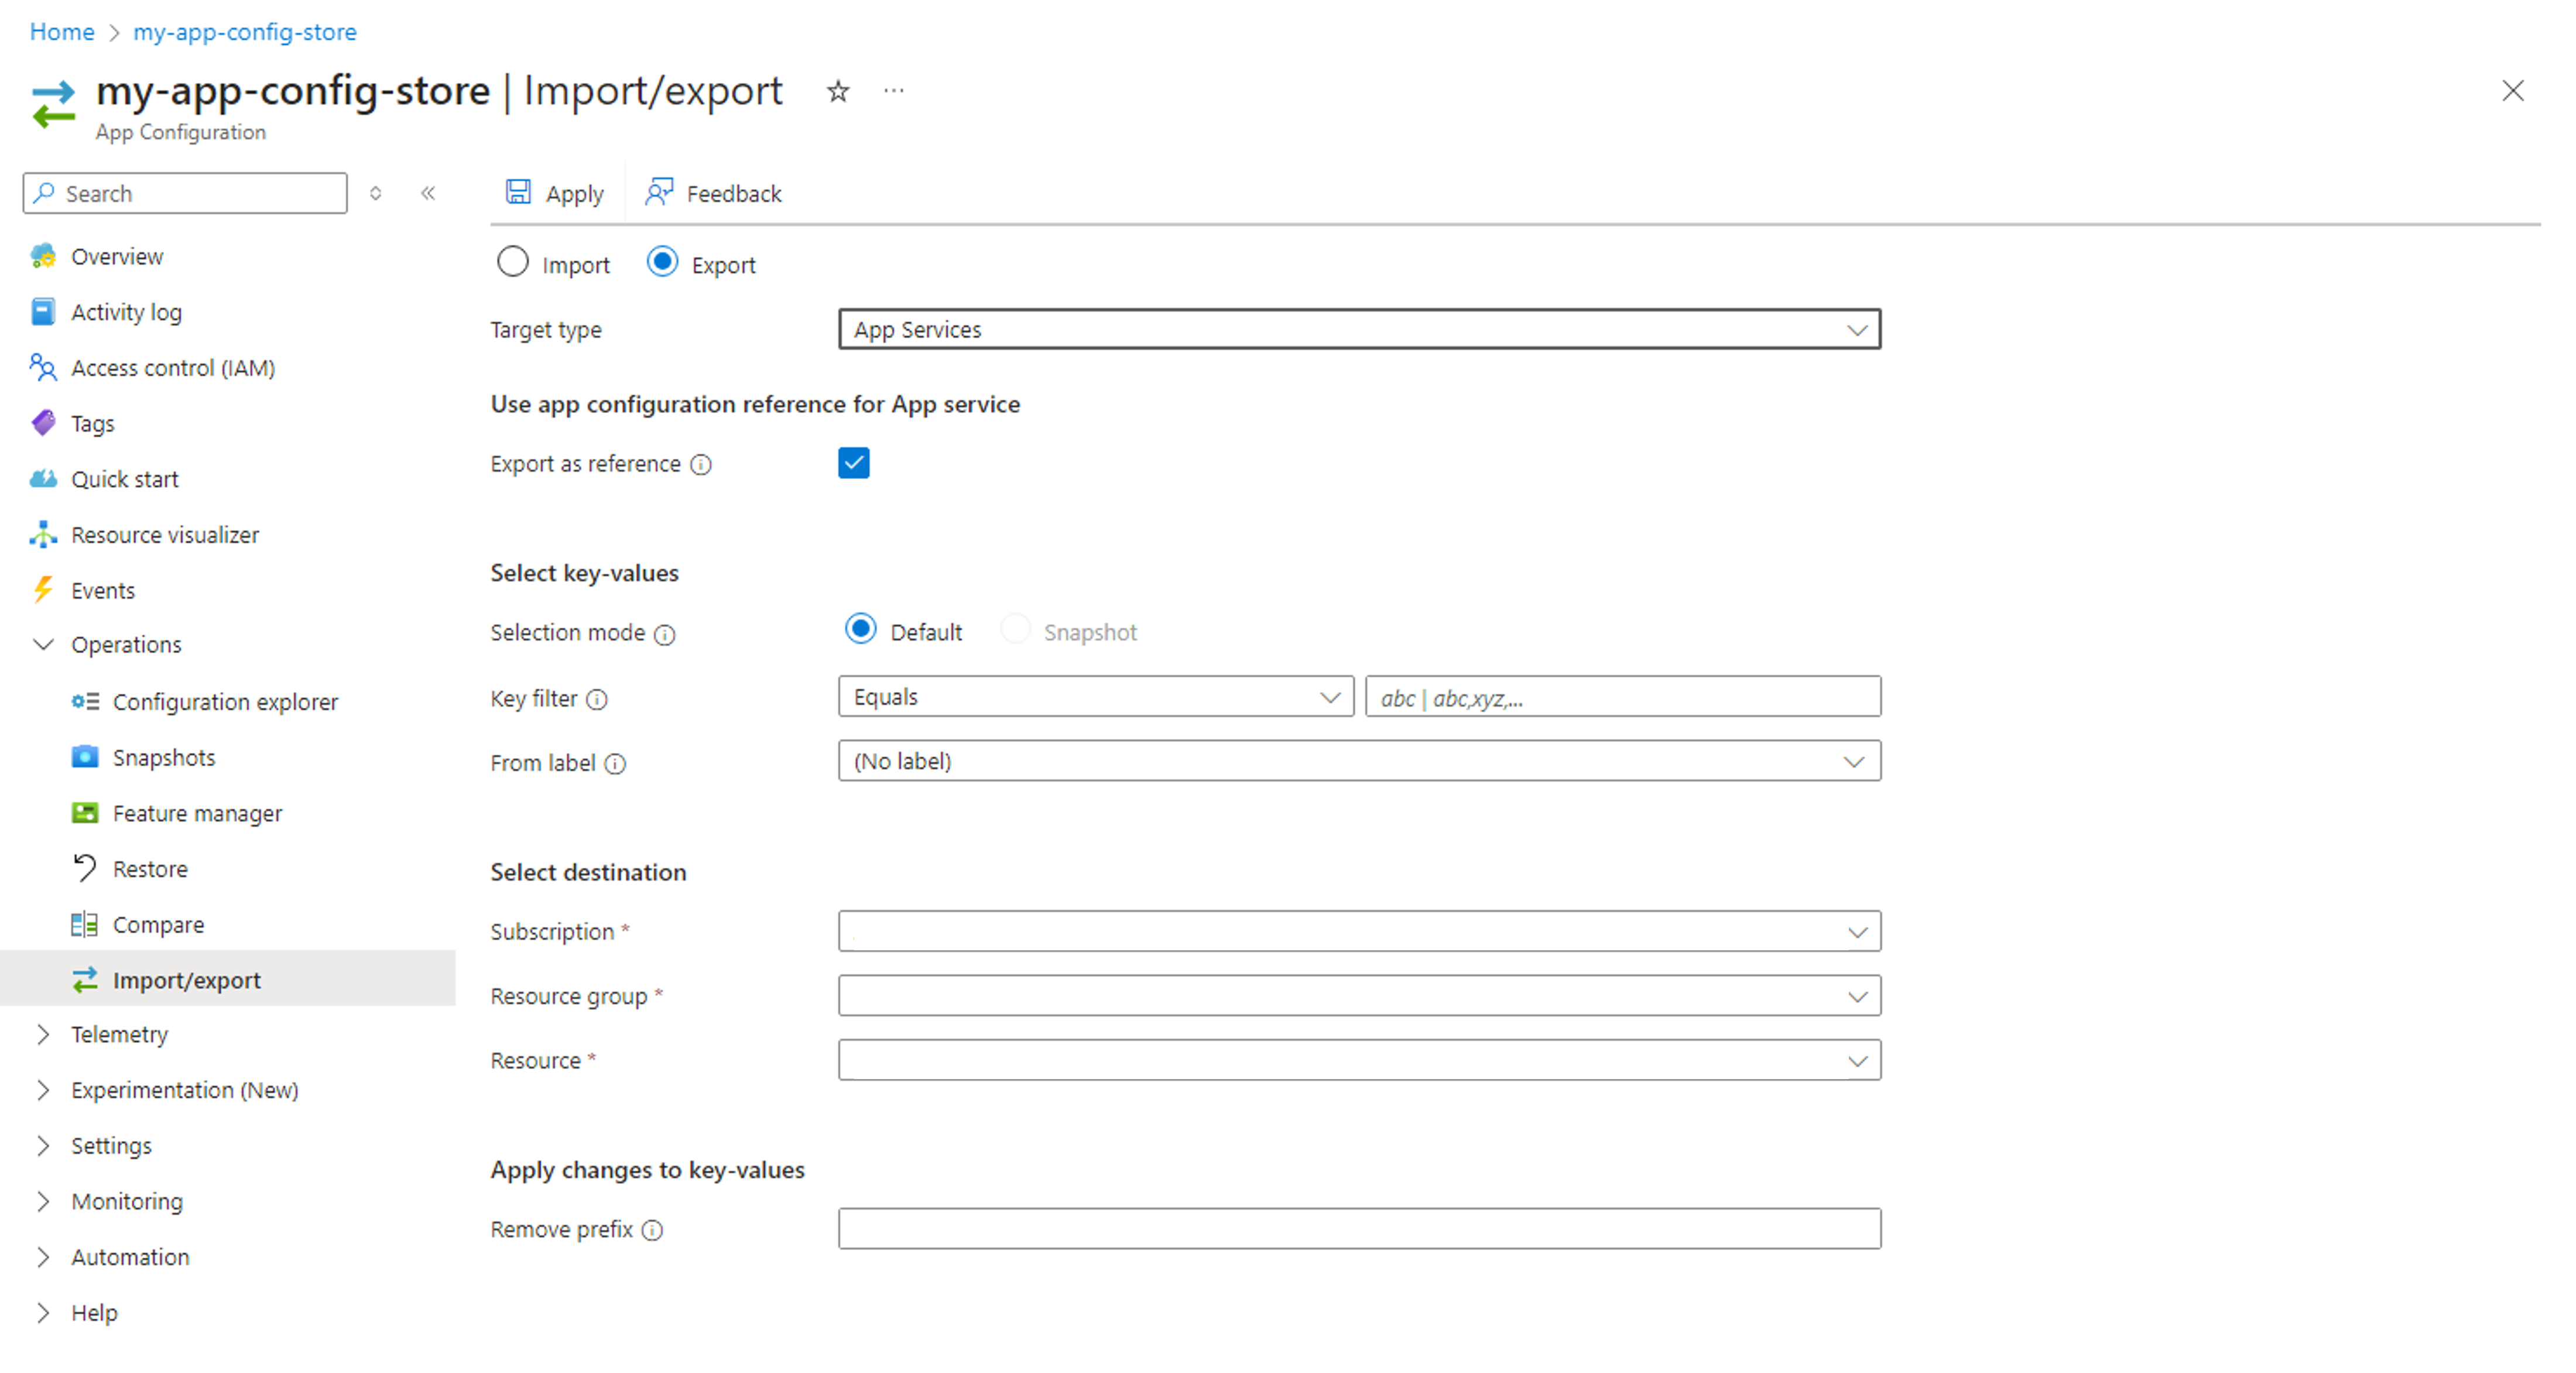 Home > my-app-config-store
my-app-config-store | Import/export ☆ ···
App Configuration
Search
Overview
Activity log
Access control (IAM)
Tags
Quick start
Resource visualizer
Events
Operations
Configuration explorer
Snapshots
Feature manager
Restore
Compare
Import/export
Telemetry
Experimentation (New)
Settings
Monitoring
Automation
Help
Apply Feedback
Import Export
Target type App Services
Use app configuration reference for App service
Export as reference
Select key-values
Selection mode Default Snapshot
Key filter Equals abc | abc,xyz,...
From label (No label)
Select destination
Subscription *
Resource group *
Resource *
Apply changes to key-values
Remove prefix